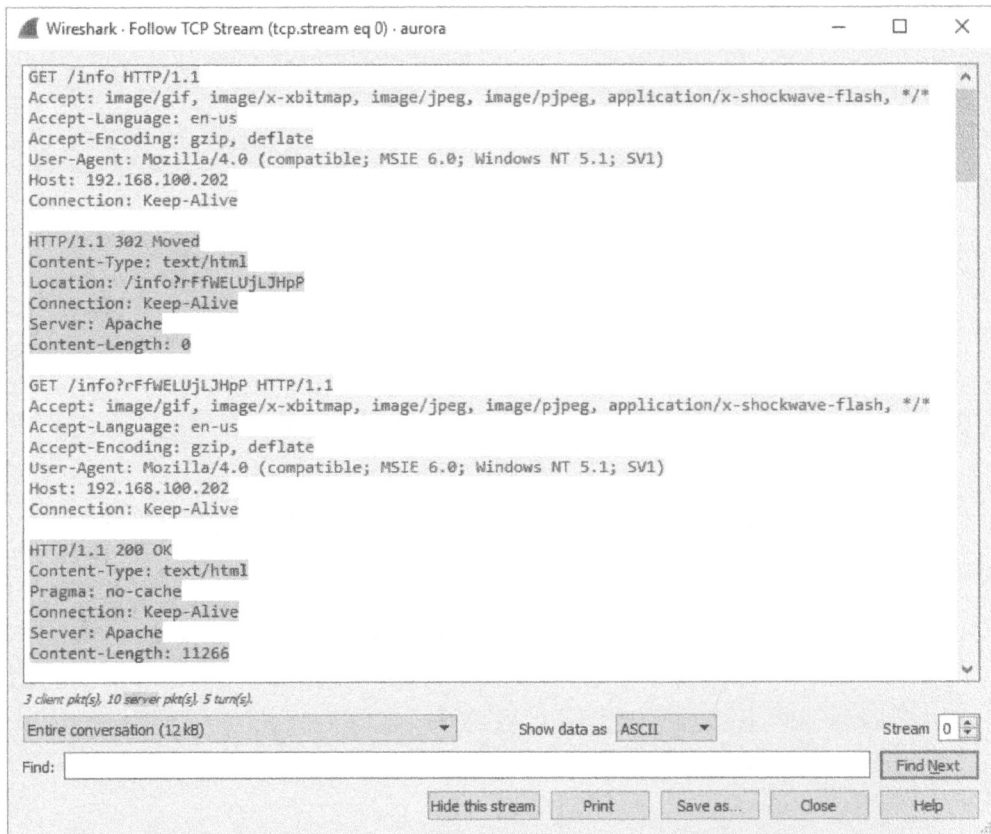 Wireshark · Follow TCP Stream (tcp.stream eq 0) · aurora
GET /info HTTP/1.1
Accept: image/gif, image/x-xbitmap, image/jpeg, image/pjpeg, application/x-shockwave-flash, */*
Accept-Language: en-us
Accept-Encoding: gzip, deflate
User-Agent: Mozilla/4.0 (compatible; MSIE 6.0; Windows NT 5.1; SV1)
Host: 192.168.100.202
Connection: Keep-Alive
HTTP/1.1 302 Moved
Content-Type: text/html
Location: /info?rFfWELUjLJHpP
Connection: Keep-Alive
Server: Apache
Content-Length: 0
GET /info?rFfWELUjLJHpP HTTP/1.1
Accept: image/gif, image/x-xbitmap, image/jpeg, image/pjpeg, application/x-shockwave-flash, */*
Accept-Language: en-us
Accept-Encoding: gzip, deflate
User-Agent: Mozilla/4.0 (compatible; MSIE 6.0; Windows NT 5.1; SV1)
Host: 192.168.100.202
Connection: Keep-Alive
HTTP/1.1 200 OK
Content-Type: text/html
Pragma: no-cache
Connection: Keep-Alive
Server: Apache
Content-Length: 11266
3 client pkt(s), 10 server pkt(s), 5 turn(s).
Entire conversation (12 kB) Show data as ASCII Stream 0
Find: Find Next
Hide this stream Print Save as... Close Help